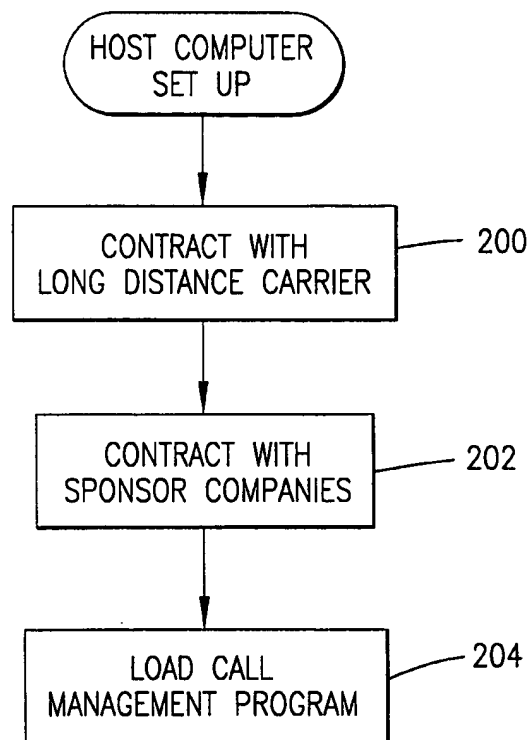 HOST COMPUTER
SET UP
CONTRACT WITH
LONG DISTANCE CARRIER
200
CONTRACT WITH
SPONSOR COMPANIES
202
LOAD CALL
MANAGEMENT PROGRAM
204